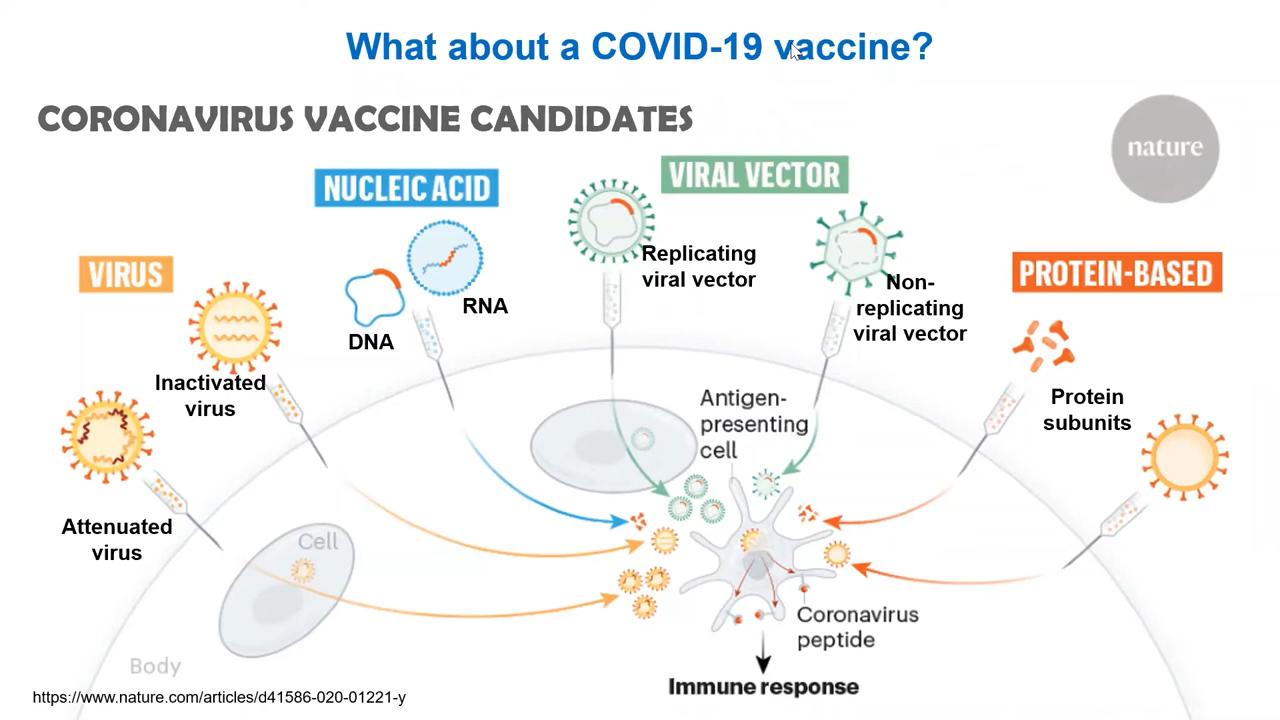 What about a COVID-19 vaccine?
CORONAVIRUS VACCINE CANDIDATES
nature
VIRUS
NUCLEIC ACID
VIRAL VECTOR
PROTEIN-BASED
Attenuated
virus
Inactivated
virus
DNA
RNA
Replicating
viral vector
Non-
replicating
viral vector
Protein
subunits
Antigen-
presenting
cell
Cell
Coronavirus
peptide
Body
Immune response
https://www.nature.com/articles/d41586-020-01221-y